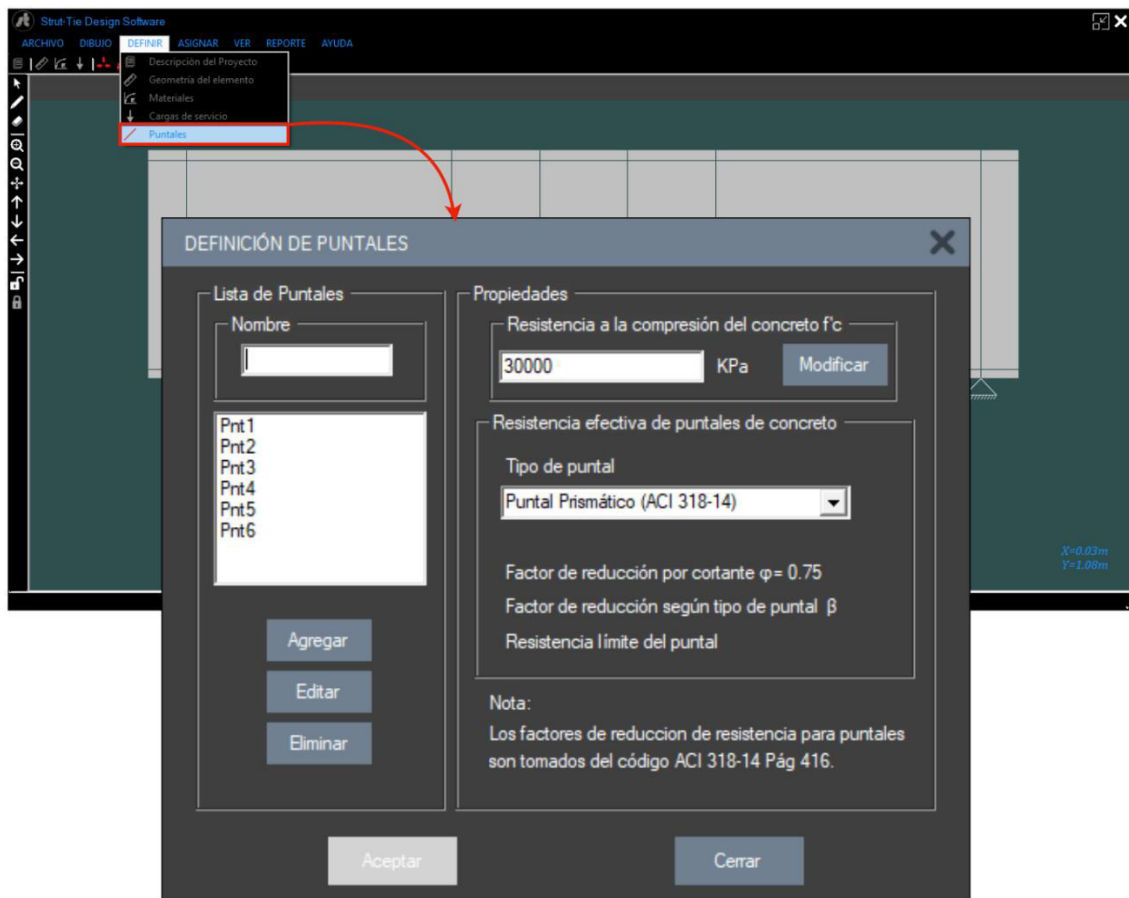 Strut-Tie Design Software
ARCHIVO DIBUJO DEFINIR ASIGNAR VER REPORTE AYUDA
Descripción del Proyecto
Geometría del elemento
Materiales
Cargas de servicio
Puntales
DEFINICIÓN DE PUNTALES
Lista de Puntales
Nombre
Pnt1
Pnt2
Pnt3
Pnt4
Pnt5
Pnt6
Agregar
Editar
Eliminar
Propiedades
Resistencia a la compresión del concreto f'c
30000 KPa Modificar
Resistencia efectiva de puntales de concreto
Tipo de puntal
Puntal Prismático (ACI 318-14)
Factor de reducción por cortante φ= 0.75
Factor de reducción según tipo de puntal β
Resistencia límite del puntal
Nota:
Los factores de reduccion de resistencia para puntales
son tomados del código ACI 318-14 Pág 416.
Aceptar Cerrar
X=0.03m
Y=1.08m